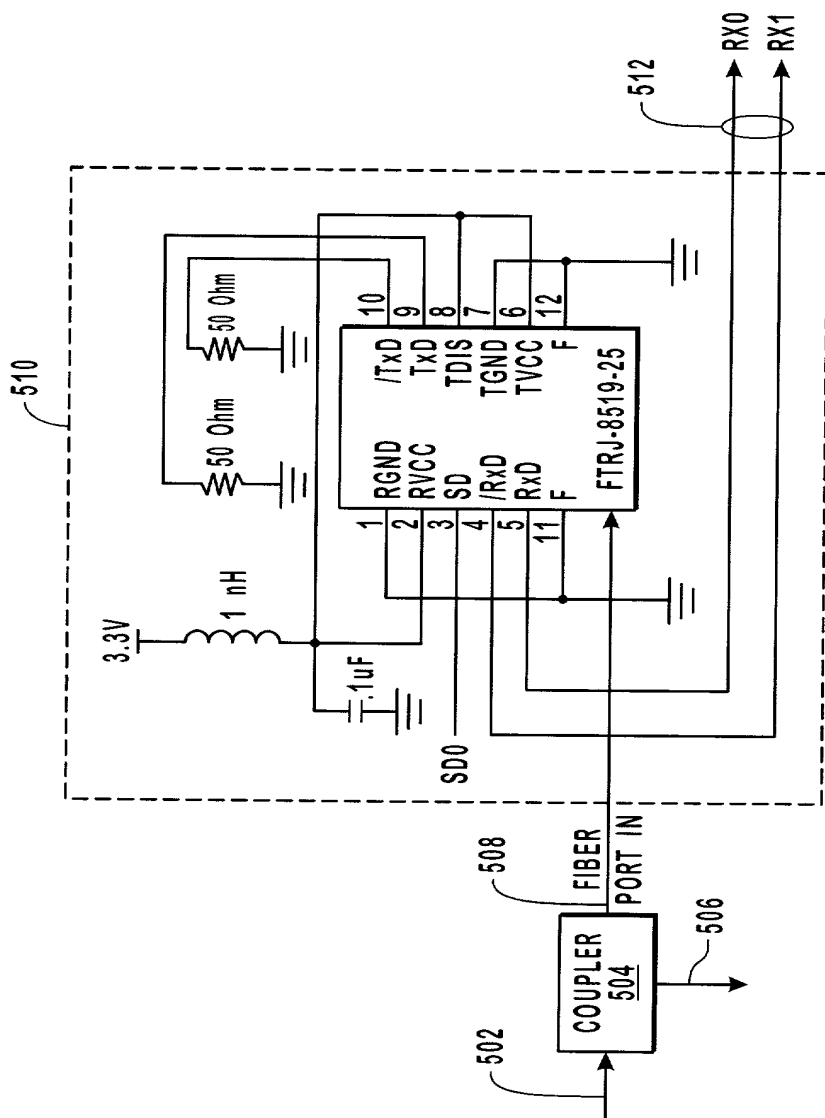 510
512
RX0
RX1
3.3V
1 nH
.1uF
50 Ohm
50 Ohm
SD0
1 RGND
2 RVCC
3 SD
4 /RxD
5 RxD
11 F
/TxD 10
TxD 9
TDIS 8
TGND 7
TVCC 6
F 12
FTRJ-8519-25
508
FIBER
PORT IN
COUPLER
504
502
506